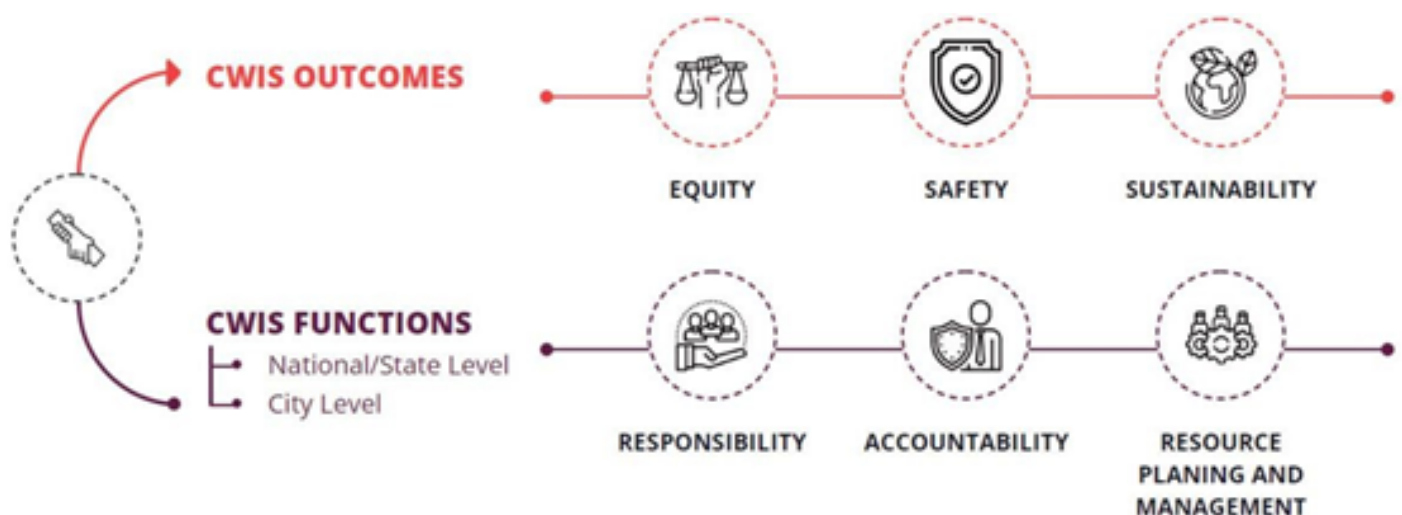 CWIS OUTCOMES
EQUITY
SAFETY
SUSTAINABILITY
CWIS FUNCTIONS
National/State Level
City Level
RESPONSIBILITY
ACCOUNTABILITY
RESOURCE
PLANING AND
MANAGEMENT